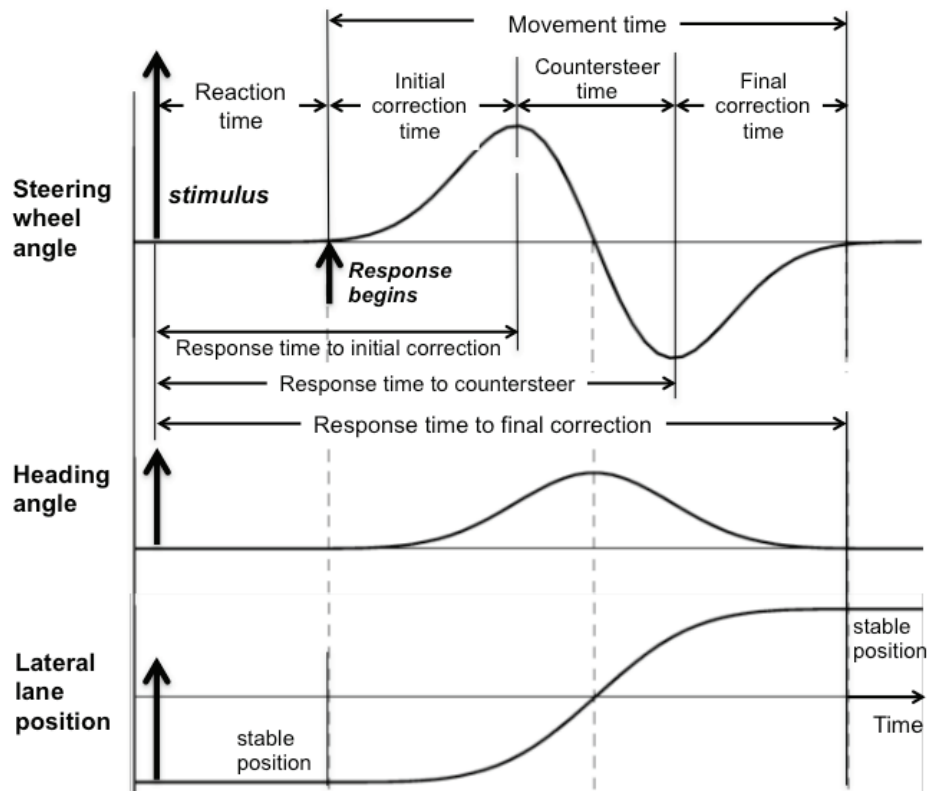 Movement time
Reaction
time
Initial
correction
time
Countersteer
time
Final
correction
time
Steering
wheel
angle
stimulus
Response
begins
Response time to initial correction
Response time to countersteer
Response time to final correction
Heading
angle
Lateral
lane
position
stable
position
stable
position
Time